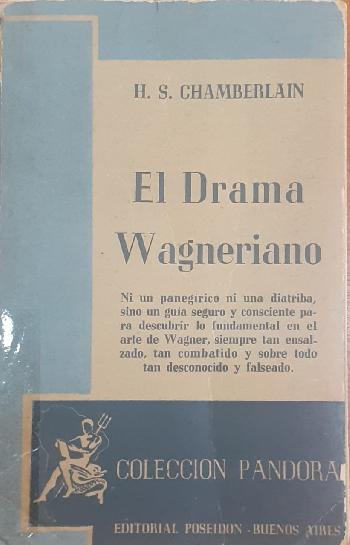 H. S. CHAMBERLAIN
El Drama
Wagneriano
Ni un panegírico ni una diatriba,
sino un guía seguro y consciente pa-
ra descubrir lo fundamental en el
arte de Wagner, siempre tan ensal-
zado, tan combatido y sobre todo
tan desconocido y falseado.
COLECCION PANDORA
EDITORIAL POSEIDON - BUENOS AIRES